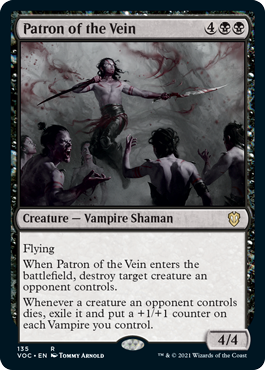 Patron of the Vein 4
Creature — Vampire Shaman
Flying
When Patron of the Vein enters the
battlefield, destroy target creature an
opponent controls.
Whenever a creature an opponent controls
dies, exile it and put a +1/+1 counter on
each Vampire you control.
4/4
135 R
VOC • EN TOMMY ARNOLD
™ & © 2021 Wizards of the Coast